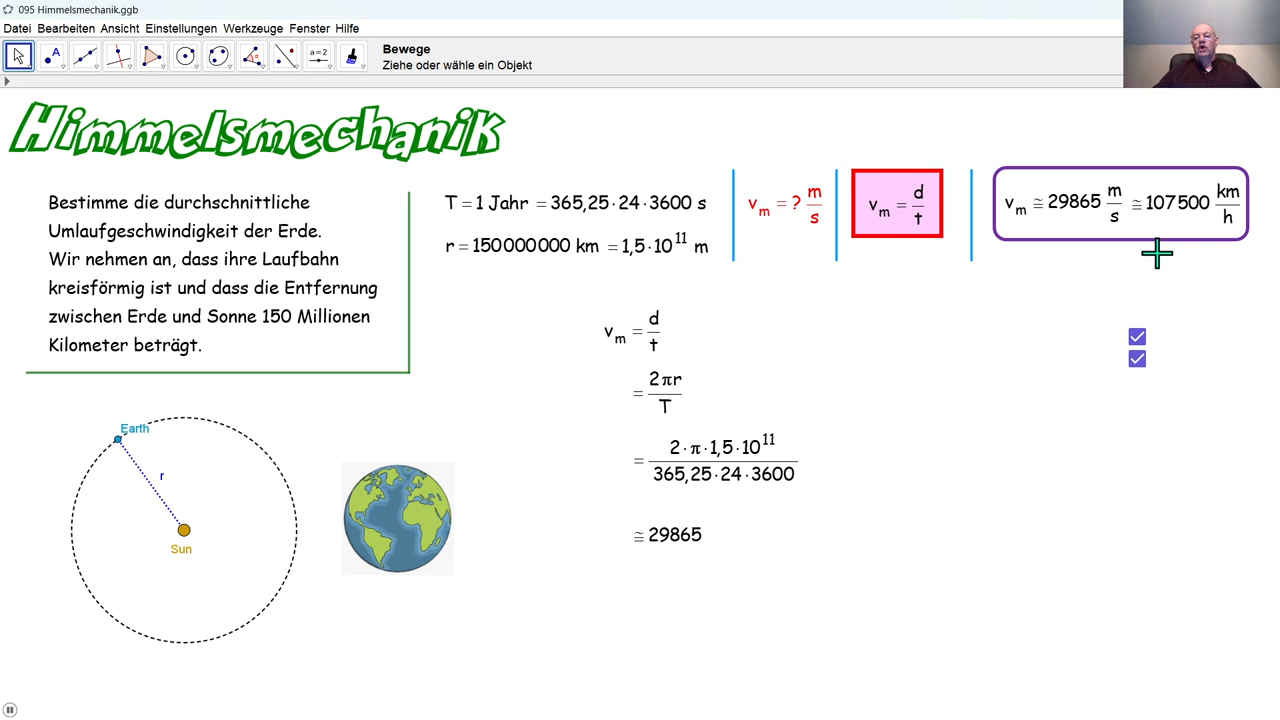 095 Himmelsmechanik.ggb
Datei Bearbeiten Ansicht Einstellungen Werkzeuge Fenster Hilfe
A
a=2
Bewege
Ziehe oder wähle ein Objekt
Himmelsmechanik
Bestimme die durchschnittliche
Umlaufgeschwindigkeit der Erde.
Wir nehmen an, dass ihre Laufbahn
kreisförmig ist und dass die Entfernung
zwischen Erde und Sonne 150 Millionen
Kilometer beträgt.
T = 1 Jahr = 365,25·24·3600 s
r = 150000000 km = 1,5·10^11 m
v_m = ? m/s
v_m = d/t
v_m ≅ 29865 m/s ≅ 107500 km/h
v_m = d/t
= 2πr/T
= 2·π·1,5·10^11/365,25·24·3600
≅ 29865
Earth
r
Sun